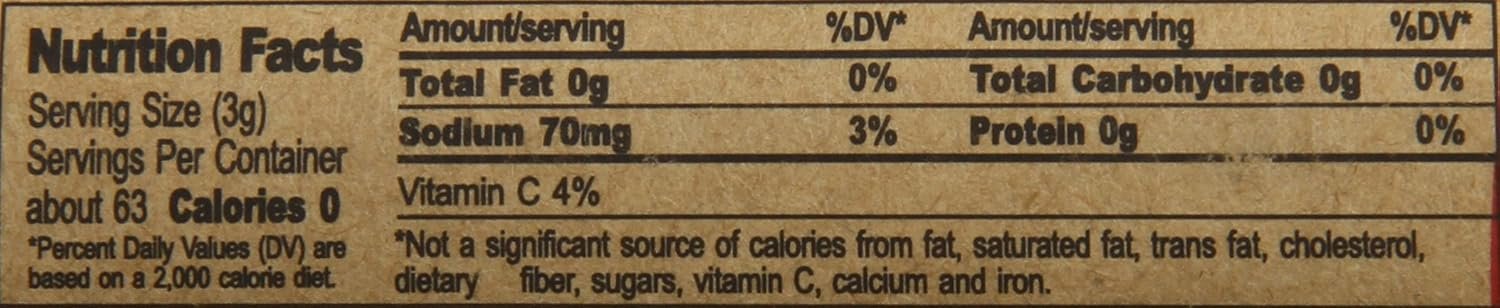 Nutrition Facts
Serving Size (3g)
Servings Per Container
about 63 Calories 0
*Percent Daily Values (DV) are
based on a 2,000 calorie diet.
Amount/serving %DV* Amount/serving %DV*
Total Fat 0g 0% Total Carbohydrate 0g 0%
Sodium 70mg 3% Protein 0g 0%
Vitamin C 4%
*Not a significant source of calories from fat, saturated fat, trans fat, cholesterol,
dietary fiber, sugars, vitamin C, calcium and iron.